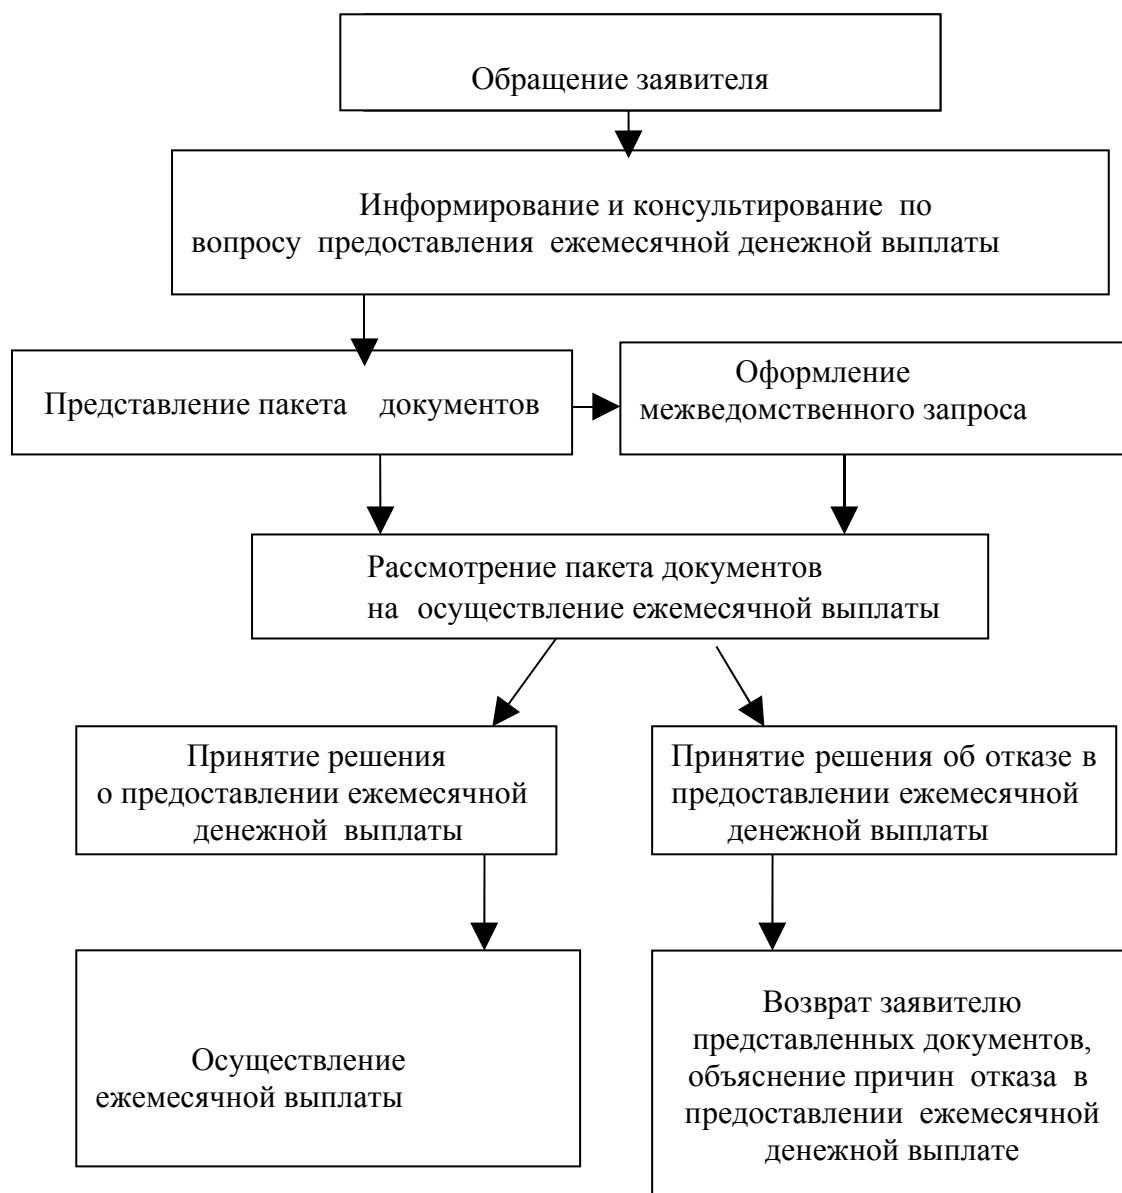 Обращение заявителя
Информирование и консультирование по
вопросу предоставления ежемесячной денежной выплаты
Представление пакета документов
Оформление
межведомственного запроса
Рассмотрение пакета документов
на осуществление ежемесячной выплаты
Принятие решения
о предоставлении ежемесячной
денежной выплаты
Принятие решения об отказе в
предоставлении ежемесячной
денежной выплаты
Осуществление
ежемесячной выплаты
Возврат заявителю
представленных документов,
объяснение причин отказа в
предоставлении ежемесячной
денежной выплате